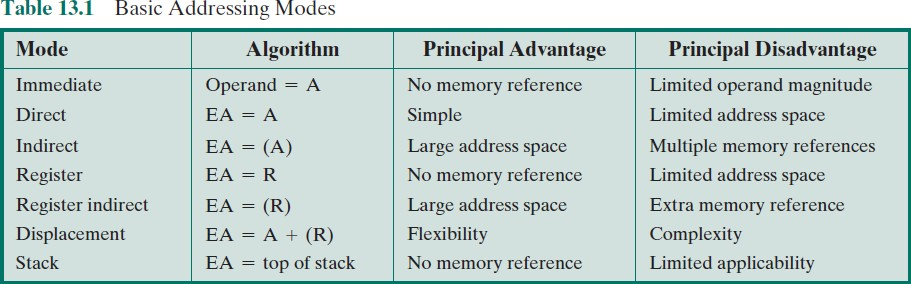 Table 13.1 Basic Addressing Modes
Mode Algorithm Principal Advantage Principal Disadvantage
Immediate Operand = A No memory reference Limited operand magnitude
Direct EA = A Simple Limited address space
Indirect EA = (A) Large address space Multiple memory references
Register EA = R No memory reference Limited address space
Register indirect EA = (R) Large address space Extra memory reference
Displacement EA = A + (R) Flexibility Complexity
Stack EA = top of stack No memory reference Limited applicability